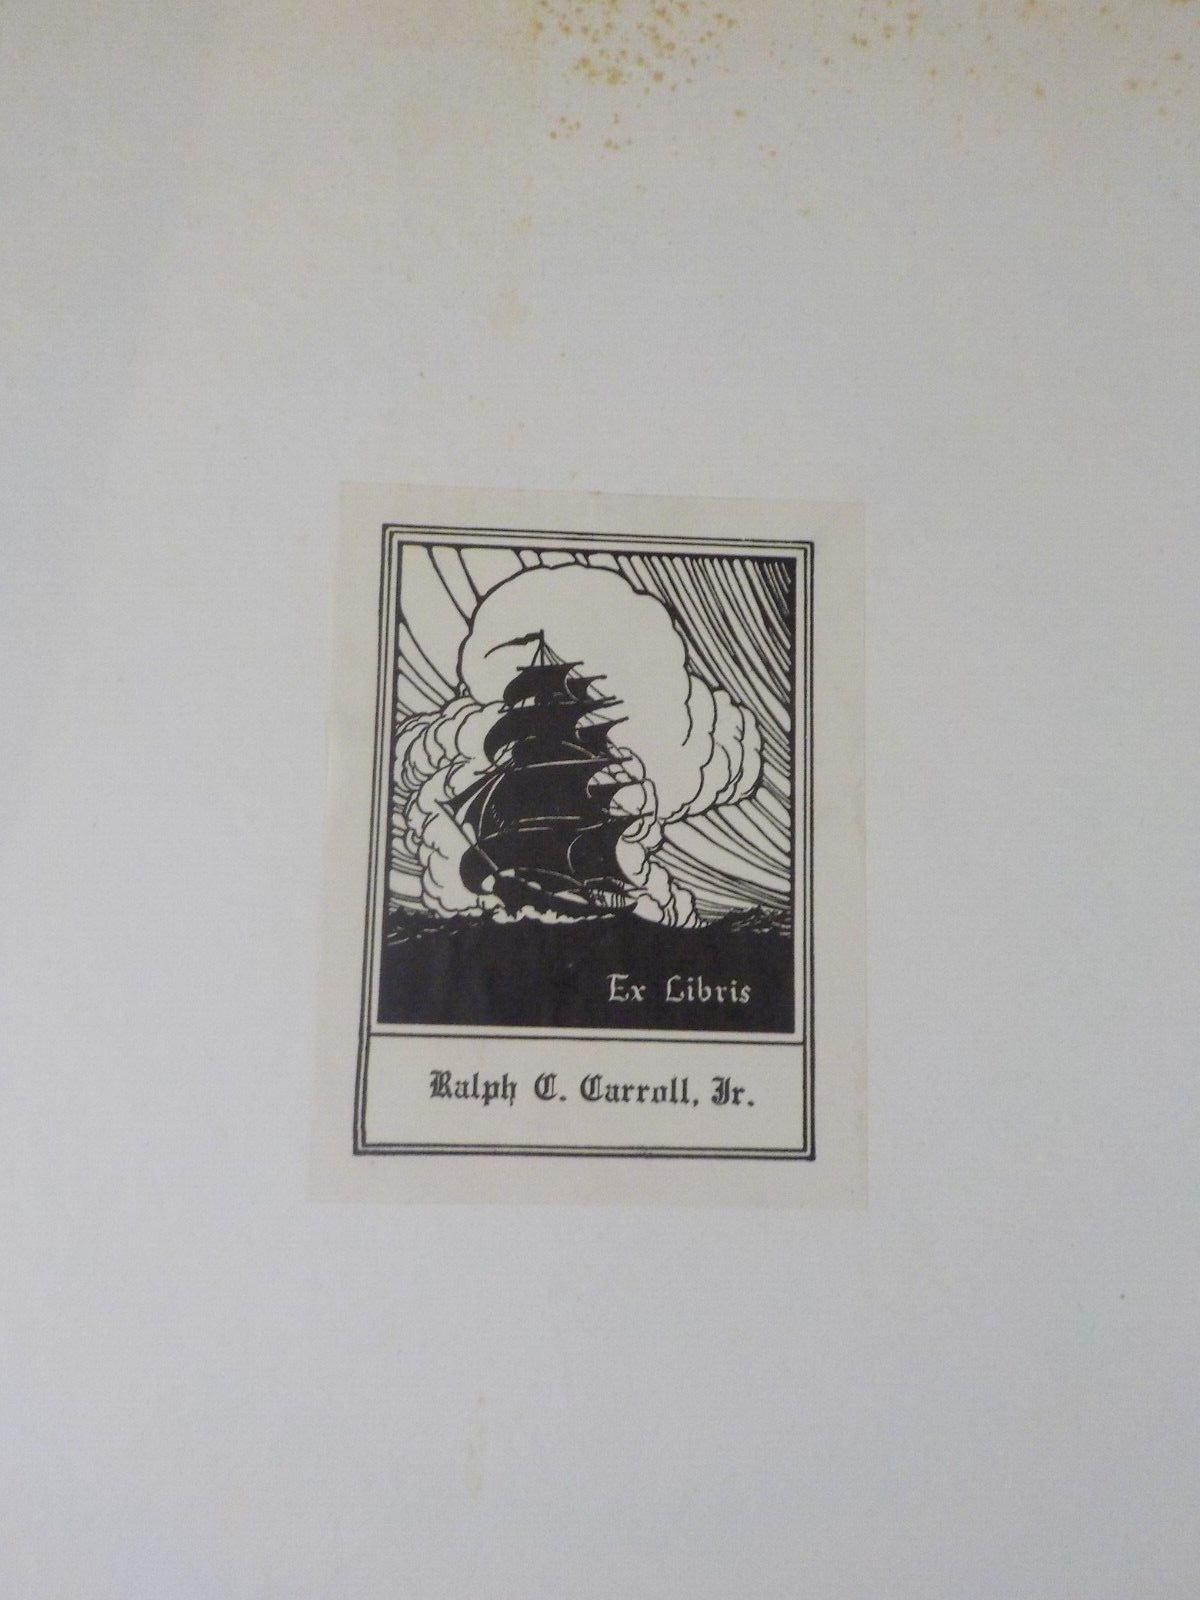 Ex Libris
Ralph C. Carroll, Jr.